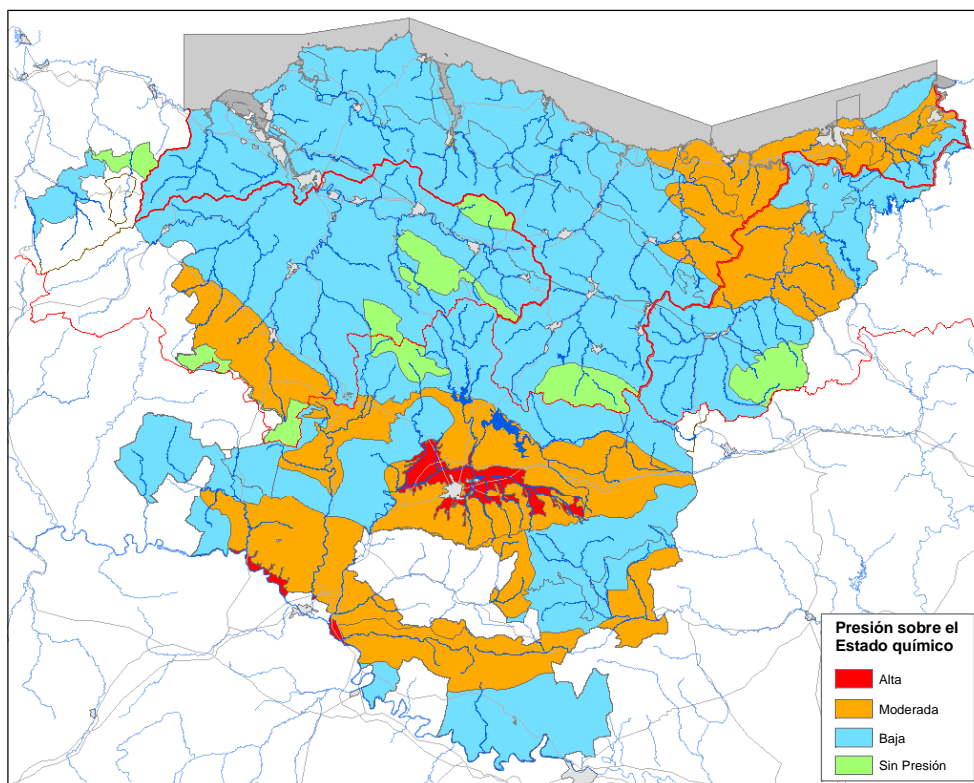 Presión sobre el
Estado químico
Alta
Moderada
Baja
Sin Presión